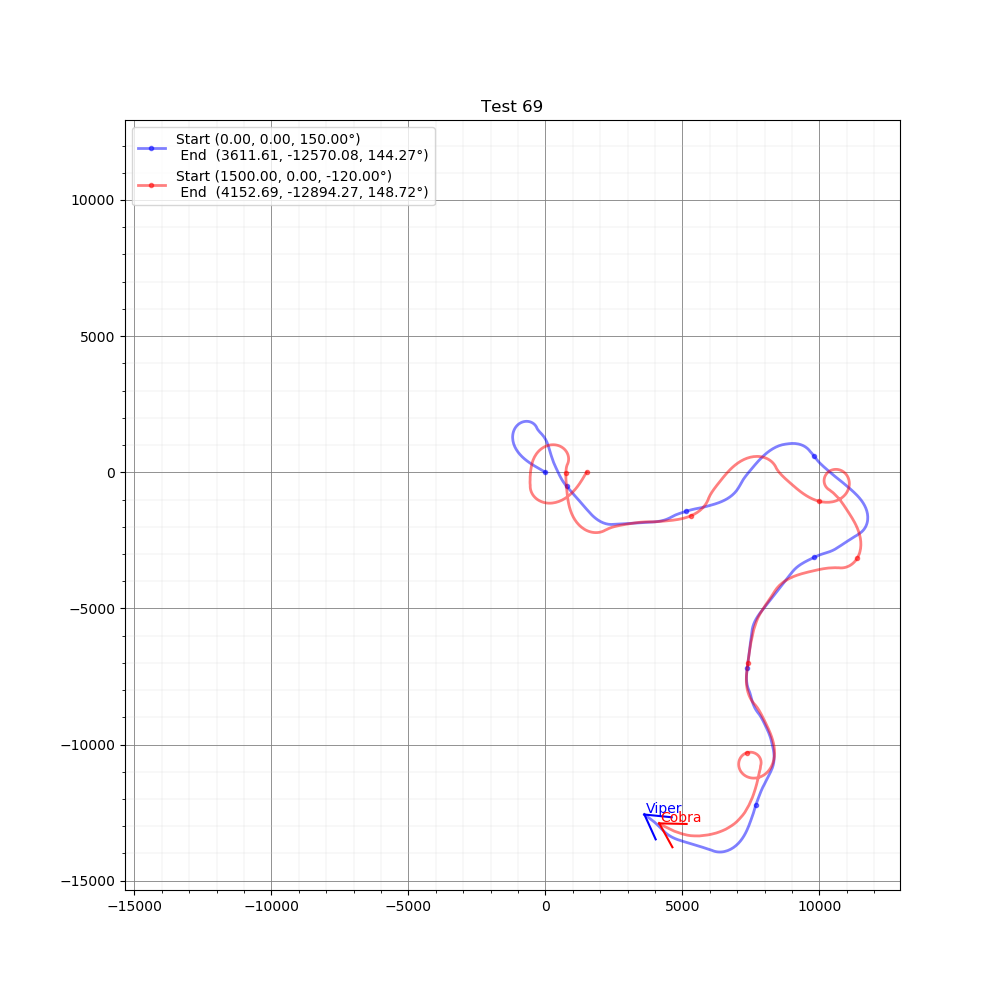 Test 69
Start (0.00, 0.00, 150.00°)
End (3611.61, -12570.08, 144.27°)
Start (1500.00, 0.00, -120.00°)
End (4152.69, -12894.27, 148.72°)
10000
5000
0
−5000
−10000
−15000
Viper
Cobra
−15000 −10000 −5000 0 5000 10000